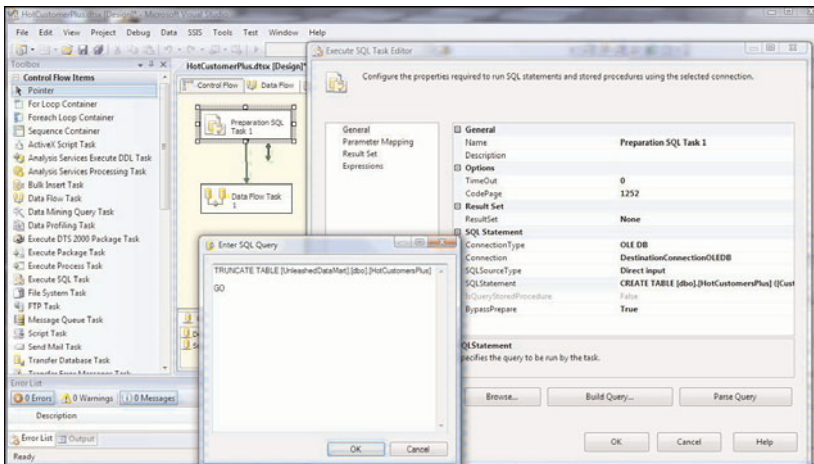 HotCustomerPlus.dtsx [Design]* - Microsoft Visual Studio
File Edit View Project Debug Data SSIS Tools Test Window Help
Toolbox
Control Flow Items
Pointer
For Loop Container
Foreach Loop Container
Sequence Container
ActiveX Script Task
Analysis Services Execute DDL Task
Analysis Services Processing Task
Bulk Insert Task
Data Flow Task
Data Mining Query Task
Data Profiling Task
Execute DTS 2000 Package Task
Execute Package Task
Execute Process Task
Execute SQL Task
File System Task
FTP Task
Message Queue Task
Script Task
Send Mail Task
Transfer Database Task
Transfer Error Messages Task
HotCustomerPlus.dtsx [Design]*
Control Flow
Data Flow
Preparation SQL
Task 1
Data Flow Task
1
Execute SQL Task Editor
Configure the properties required to run SQL statements and stored procedures using the selected connection.
General
Parameter Mapping
Result Set
Expressions
General
Name Preparation SQL Task 1
Description
Options
TimeOut 0
CodePage 1252
Result Set
ResultSet None
SQL Statement
ConnectionType OLE DB
Connection DestinationConnectionOLEDB
SQLSourceType Direct input
SQLStatement CREATE TABLE [dbo].[HotCustomersPlus] ([Cust
IsQueryStoredProcedure False
BypassPrepare True
SQLStatement
Specifies the query to be run by the task.
Browse... Build Query... Parse Query
OK Cancel Help
Enter SQL Query
TRUNCATE TABLE [UnleashedDataMart].[dbo].[HotCustomersPlus]
GO
OK Cancel
Error List
0 Errors 0 Warnings 0 Messages
Description
Error List Output
Ready